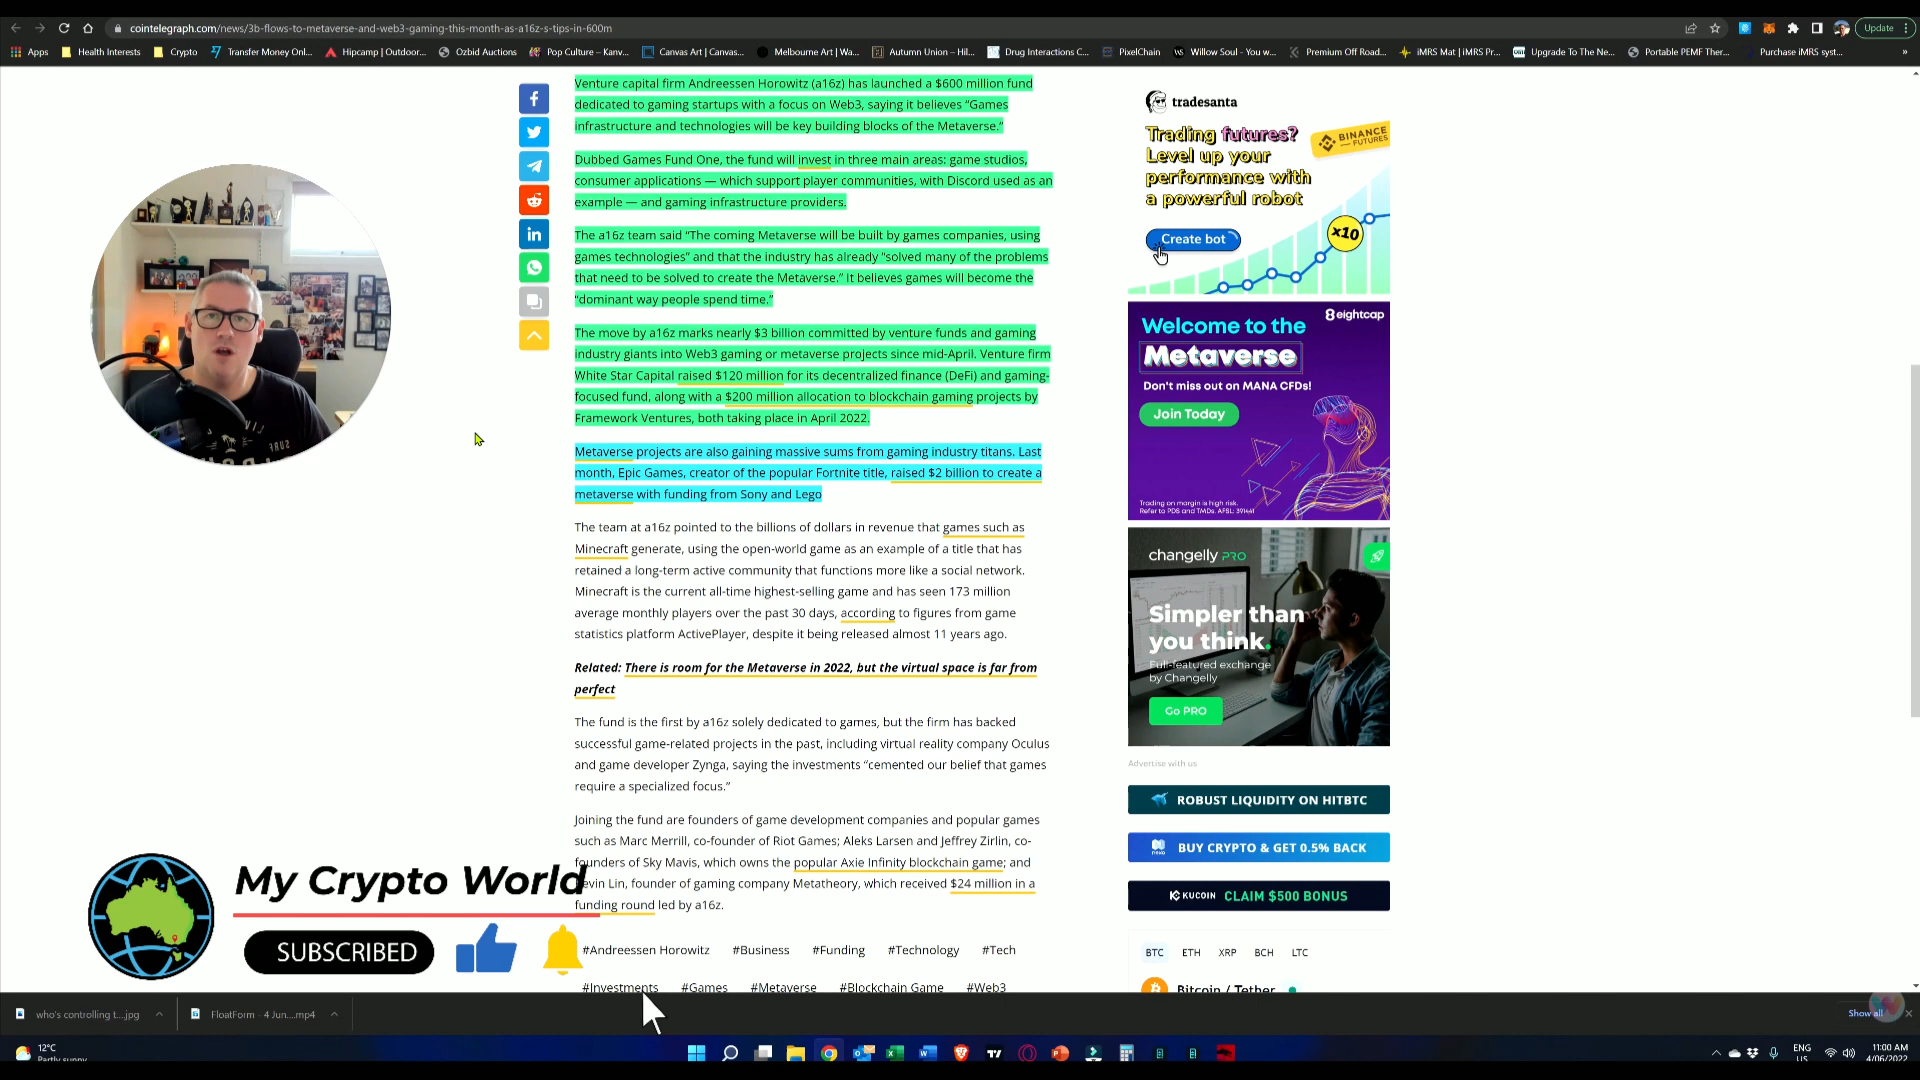 cointelegraph.com/news/3b-flows-to-metaverse-and-web3-gaming-this-month-as-a16z-s-tips-in-600m
Update
Apps
Health Interests
Crypto
Transfer Money Onl...
Hipcamp | Outdoor...
Ozbid Auctions
Pop Culture – Kanv...
Canvas Art | Canvas...
Melbourne Art | Wa...
Autumn Union – Hil...
Drug Interactions C...
PixelChain
Willow Soul - You w...
Premium Off Road...
iMRS Mat | iMRS Pr...
Upgrade To The Ne...
Portable PEMF Ther...
Purchase iMRS syst...
»
Venture capital firm Andreessen Horowitz (a16z) has launched a $600 million fund
dedicated to gaming startups with a focus on Web3, saying it believes “Games
infrastructure and technologies will be key building blocks of the Metaverse.”
Dubbed Games Fund One, the fund will invest in three main areas: game studios,
consumer applications — which support player communities, with Discord used as an
example — and gaming infrastructure providers.
The a16z team said “The coming Metaverse will be built by games companies, using
games technologies” and that the industry has already “solved many of the problems
that need to be solved to create the Metaverse.” It believes games will become the
“dominant way people spend time.”
The move by a16z marks nearly $3 billion committed by venture funds and gaming
industry giants into Web3 gaming or metaverse projects since mid-April. Venture firm
White Star Capital raised $120 million for its decentralized finance (DeFi) and gaming-
focused fund, along with a $200 million allocation to blockchain gaming projects by
Framework Ventures, both taking place in April 2022.
Metaverse projects are also gaining massive sums from gaming industry titans. Last
month, Epic Games, creator of the popular Fortnite title, raised $2 billion to create a
metaverse with funding from Sony and Lego
The team at a16z pointed to the billions of dollars in revenue that games such as
Minecraft generate, using the open-world game as an example of a title that has
retained a long-term active community that functions more like a social network.
Minecraft is the current all-time highest-selling game and has seen 173 million
average monthly players over the past 30 days, according to figures from game
statistics platform ActivePlayer, despite it being released almost 11 years ago.
Related: There is room for the Metaverse in 2022, but the virtual space is far from
perfect
The fund is the first by a16z solely dedicated to games, but the firm has backed
successful game-related projects in the past, including virtual reality company Oculus
and game developer Zynga, saying the investments “cemented our belief that games
require a specialized focus.”
Joining the fund are founders of game development companies and popular games
such as Marc Merrill, co-founder of Riot Games; Aleks Larsen and Jeffrey Zirlin, co-
founders of Sky Mavis, which owns the popular Axie Infinity blockchain game; and
Kevin Lin, founder of gaming company Metatheory, which received $24 million in a
funding round led by a16z.
#Andreessen Horowitz #Business #Funding #Technology #Tech
#Investments #Games #Metaverse #Blockchain Game #Web3
My Crypto World
SUBSCRIBED
tradesanta
Trading futures?
Level up your
performance with
a powerful robot
BINANCE
FUTURES
Create bot
x10
Welcome to the
Metaverse
eightcap
Don't miss out on MANA CFDs!
Join Today
Trading on margin is high risk.
Refer to PDS and TMDs. AFSL: 391441
changelly PRO
Simpler than
you think.
Full-featured exchange
by Changelly
Go PRO
Advertise with us
ROBUST LIQUIDITY ON HITBTC
nexo
BUY CRYPTO & GET 0.5% BACK
KUCOIN CLAIM $500 BONUS
BTC ETH XRP BCH LTC
Bitcoin / Tether
who's controlling t....jpg
FloatForm - 4 Jun....mp4
Show all
12°C
Partly sunny
ENG
US
11:00 AM
4/06/2022